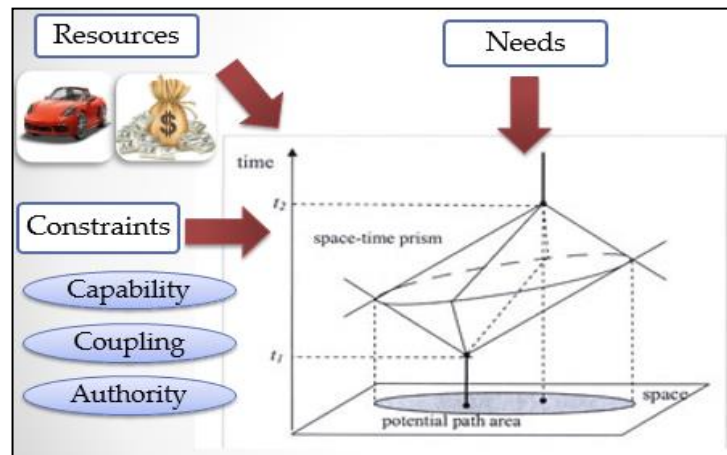 Resources
Needs
$
time
t₂
Constraints
space-time prism
Capability
Coupling
t₁
Authority
space
potential path area